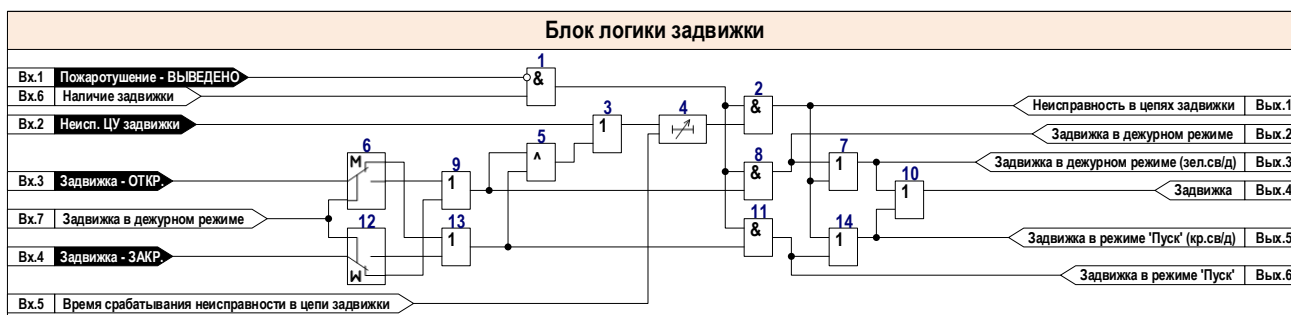 Блок логики задвижки
Вх.1 Пожаротушение - ВЫВЕДЕНО
Вх.6 Наличие задвижки
Вх.2 Неисп. ЦУ задвижки
Вх.3 Задвижка - ОТКР.
Вх.7 Задвижка в дежурном режиме
Вх.4 Задвижка - ЗАКР.
Вх.5 Время срабатывания неисправности в цепи задвижки
1
&
2
&
3
1
4
5
^
6
М
7
1
8
&
9
1
10
1
11
&
12
М
13
1
14
1
Неисправность в цепях задвижки Вых.1
Задвижка в дежурном режиме Вых.2
Задвижка в дежурном режиме (зел.св/д) Вых.3
Задвижка Вых.4
Задвижка в режиме 'Пуск' (кр.св/д) Вых.5
Задвижка в режиме 'Пуск' Вых.6